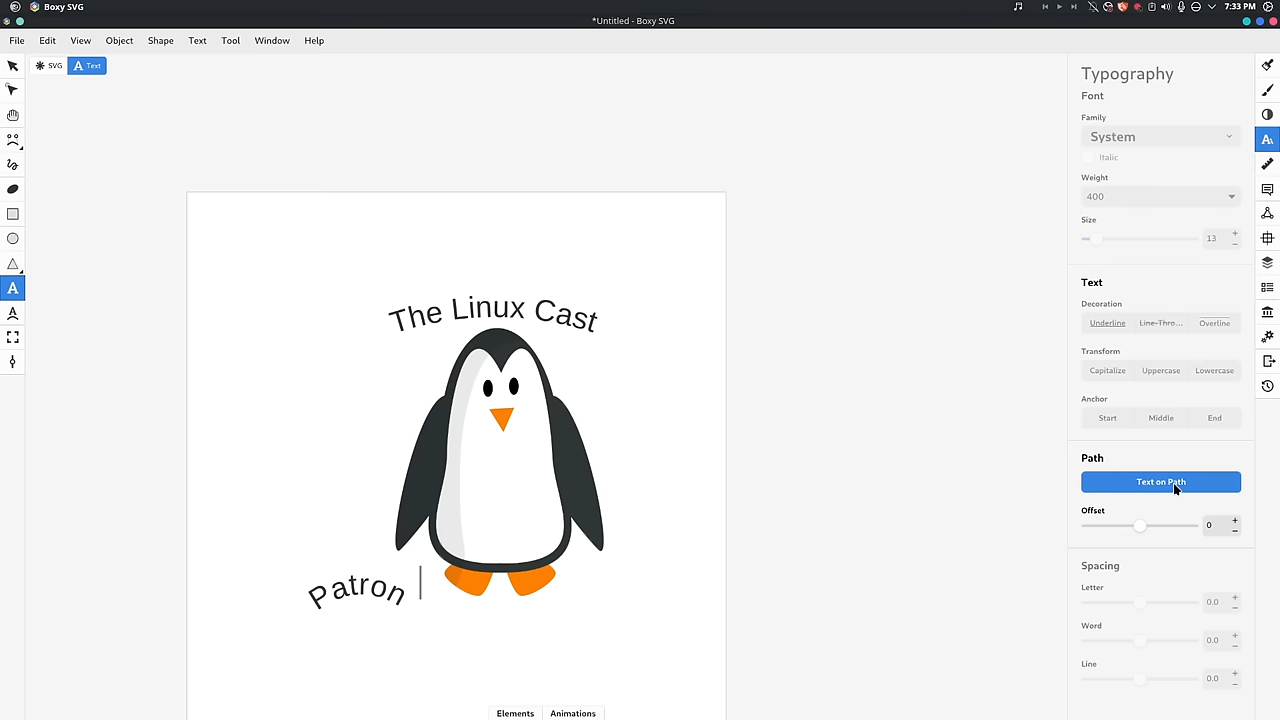 Boxy SVG
7:33 PM
*Untitled - Boxy SVG
File Edit View Object Shape Text Tool Window Help
SVG Text
Typography
Font
Family
System
Italic
Weight
400
Size
13
Text
Decoration
Underline Line-Thro... Overline
Transform
Capitalize Uppercase Lowercase
Anchor
Start Middle End
Path
Text on Path
Offset
0
Spacing
Letter
0.0
Word
0.0
Line
0.0
The Linux Cast
Patron
Elements Animations